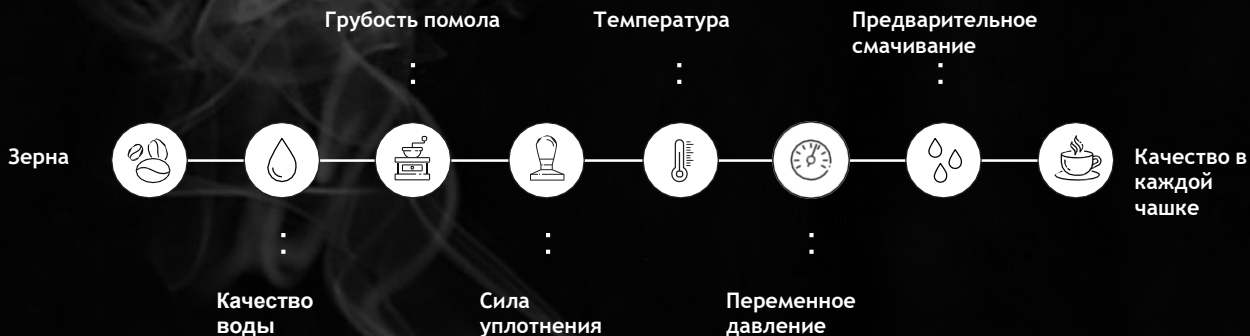 Грубость помола
Температура
Предварительное
смачивание
Зерна
Качество в
каждой
чашке
Качество
воды
Сила
уплотнения
Переменное
давление